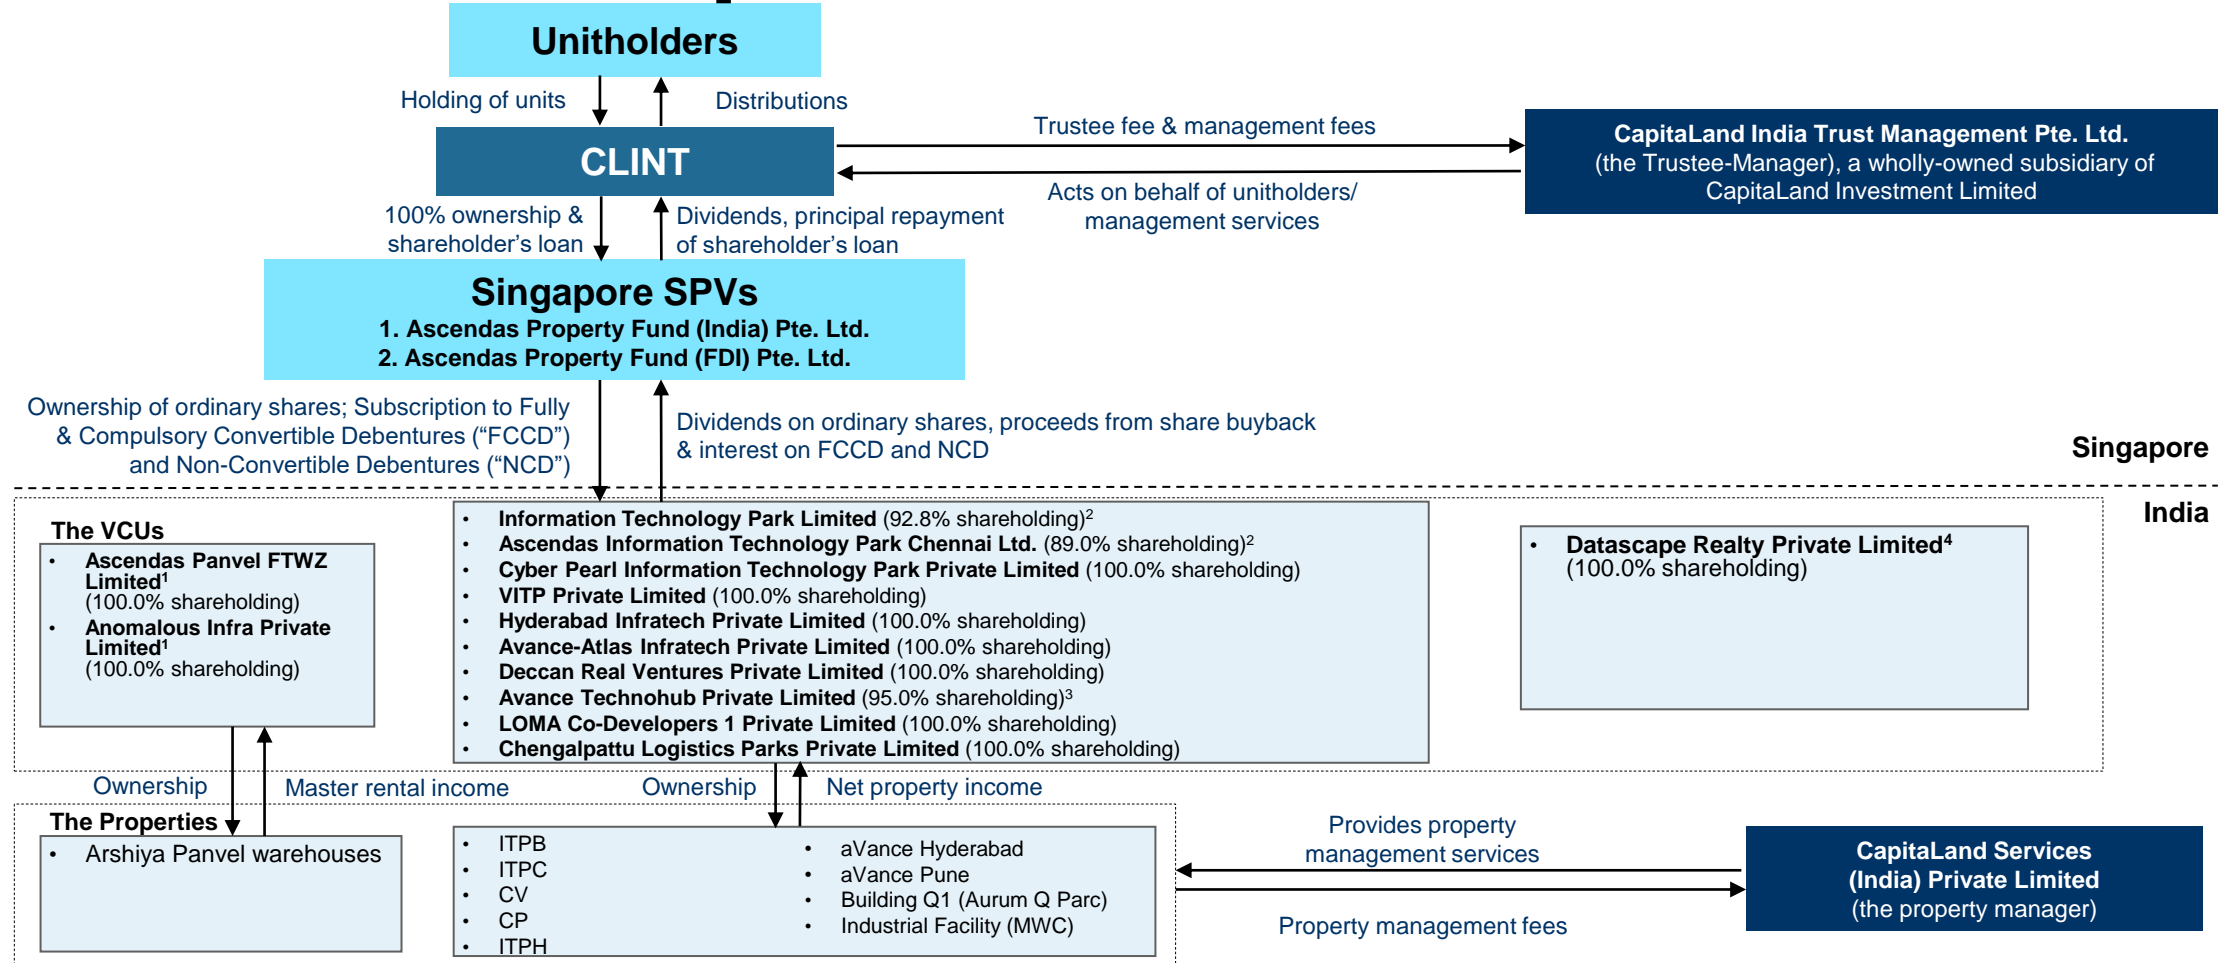 Unitholders
Holding of units
Distributions
CLINT
Trustee fee & management fees
Acts on behalf of unitholders/
management services
CapitaLand India Trust Management Pte. Ltd.
(the Trustee-Manager), a wholly-owned subsidiary of
CapitaLand Investment Limited
100% ownership &
shareholder’s loan
Dividends, principal repayment
of shareholder’s loan
Singapore SPVs
1. Ascendas Property Fund (India) Pte. Ltd.
2. Ascendas Property Fund (FDI) Pte. Ltd.
Ownership of ordinary shares; Subscription to Fully
& Compulsory Convertible Debentures (“FCCD”)
and Non-Convertible Debentures (“NCD”)
Dividends on ordinary shares, proceeds from share buyback
& interest on FCCD and NCD
Singapore
India
The VCUs
• Ascendas Panvel FTWZ
Limited¹
(100.0% shareholding)
• Anomalous Infra Private
Limited¹
(100.0% shareholding)
• Information Technology Park Limited (92.8% shareholding)²
• Ascendas Information Technology Park Chennai Ltd. (89.0% shareholding)²
• Cyber Pearl Information Technology Park Private Limited (100.0% shareholding)
• VITP Private Limited (100.0% shareholding)
• Hyderabad Infratech Private Limited (100.0% shareholding)
• Avance-Atlas Infratech Private Limited (100.0% shareholding)
• Deccan Real Ventures Private Limited (100.0% shareholding)
• Avance Technohub Private Limited (95.0% shareholding)³
• LOMA Co-Developers 1 Private Limited (100.0% shareholding)
• Chengalpattu Logistics Parks Private Limited (100.0% shareholding)
• Datascape Realty Private Limited⁴
(100.0% shareholding)
Ownership
Master rental income
Ownership
Net property income
The Properties
• Arshiya Panvel warehouses
• ITPB
• ITPC
• CV
• CP
• ITPH
• aVance Hyderabad
• aVance Pune
• Building Q1 (Aurum Q Parc)
• Industrial Facility (MWC)
Provides property
management services
Property management fees
CapitaLand Services
(India) Private Limited
(the property manager)